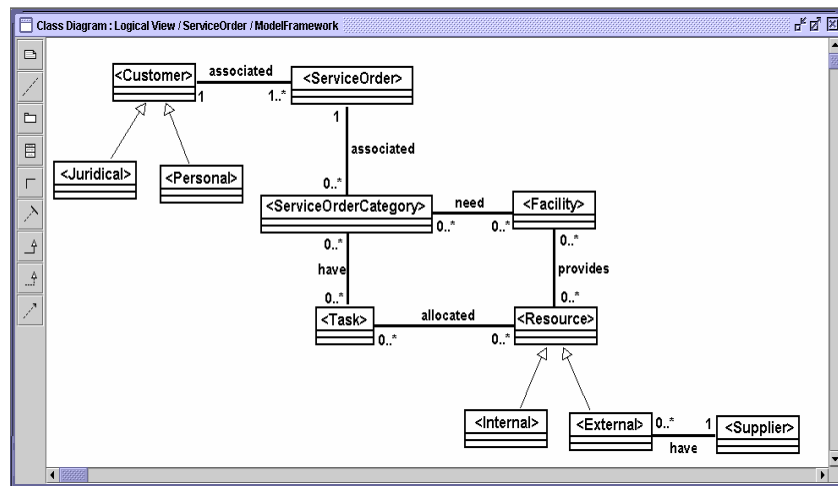 Class Diagram : Logical View / ServiceOrder / ModelFramework
<Customer>
associated
<ServiceOrder>
1
1..*
1
associated
<Juridical>
<Personal>
0..*
<ServiceOrderCategory>
need
<Facility>
0..*
0..*
0..*
0..*
have
provides
0..*
0..*
<Task>
allocated
<Resource>
0..*
0..*
<Internal>
<External>
0..*
1
<Supplier>
have